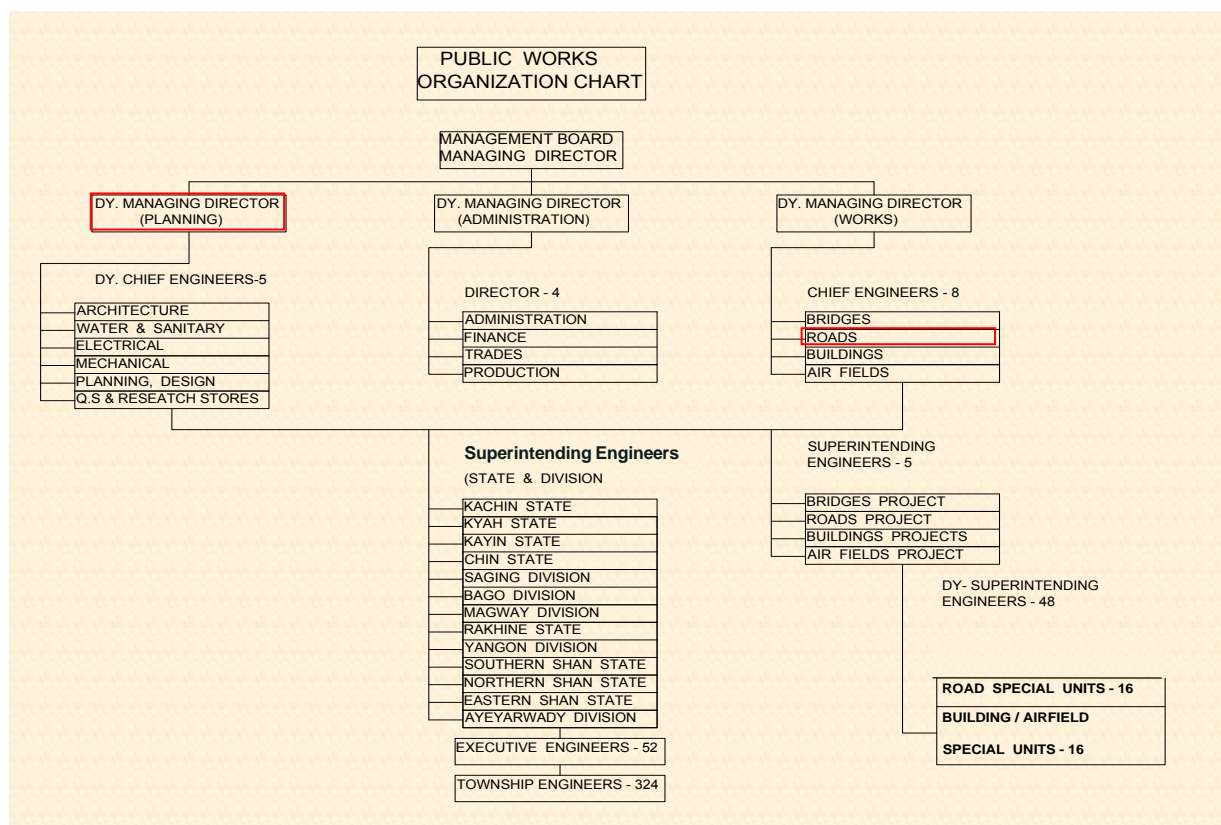 PUBLIC WORKS
ORGANIZATION CHART
MANAGEMENT BOARD
MANAGING DIRECTOR
DY. MANAGING DIRECTOR
(PLANNING)
DY. MANAGING DIRECTOR
(ADMINISTRATION)
DY. MANAGING DIRECTOR
(WORKS)
DY. CHIEF ENGINEERS-5
ARCHITECTURE
WATER & SANITARY
ELECTRICAL
MECHANICAL
PLANNING, DESIGN
Q.S & RESEATCH STORES
DIRECTOR - 4
ADMINISTRATION
FINANCE
TRADES
PRODUCTION
CHIEF ENGINEERS - 8
BRIDGES
ROADS
BUILDINGS
AIR FIELDS
Superintending Engineers
(STATE & DIVISION
KACHIN STATE
KYAH STATE
KAYIN STATE
CHIN STATE
SAGING DIVISION
BAGO DIVISION
MAGWAY DIVISION
RAKHINE STATE
YANGON DIVISION
SOUTHERN SHAN STATE
NORTHERN SHAN STATE
EASTERN SHAN STATE
AYEYARWADY DIVISION
EXECUTIVE ENGINEERS - 52
TOWNSHIP ENGINEERS - 324
SUPERINTENDING
ENGINEERS - 5
BRIDGES PROJECT
ROADS PROJECT
BUILDINGS PROJECTS
AIR FIELDS PROJECT
DY- SUPERINTENDING
ENGINEERS - 48
ROAD SPECIAL UNITS - 16
BUILDING / AIRFIELD
SPECIAL UNITS - 16